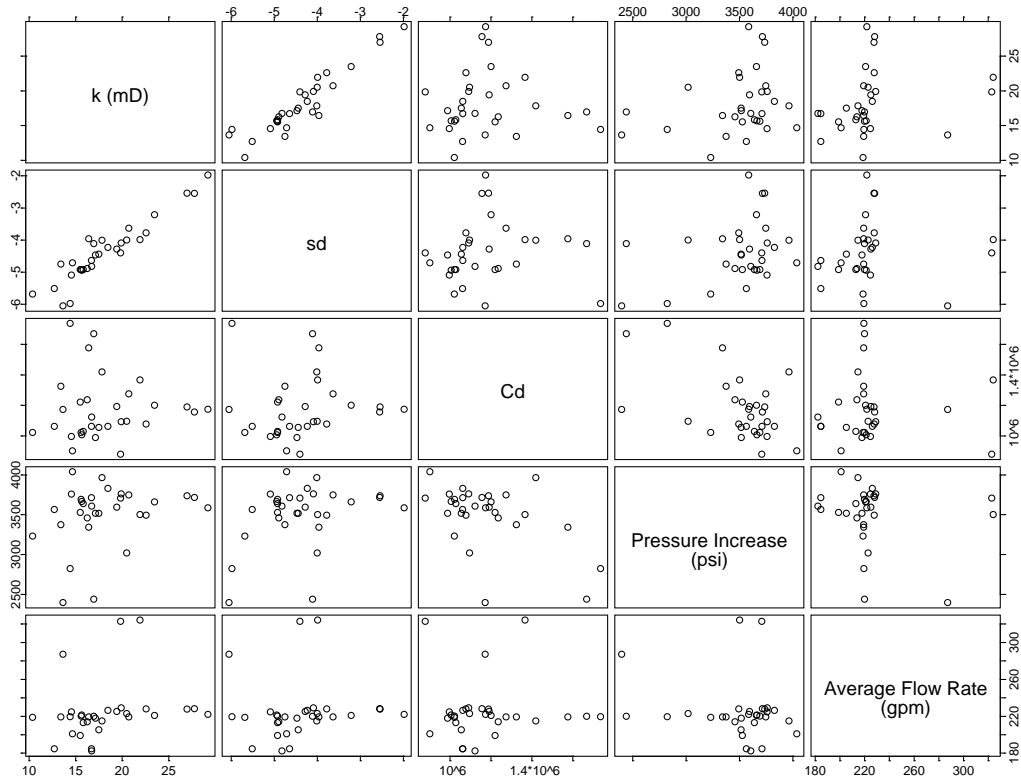 -6 -5 -4 -3 -2
2500 3000 3500 4000
180 220 260 300
k (mD)
10 15 20 25
-6 -5 -4 -3 -2
sd
Cd
10^6 1.4*10^6
2500 3000 3500 4000
Pressure Increase
(psi)
Average Flow Rate
(gpm)
180 220 260 300
10 15 20 25
10^6 1.4*10^6